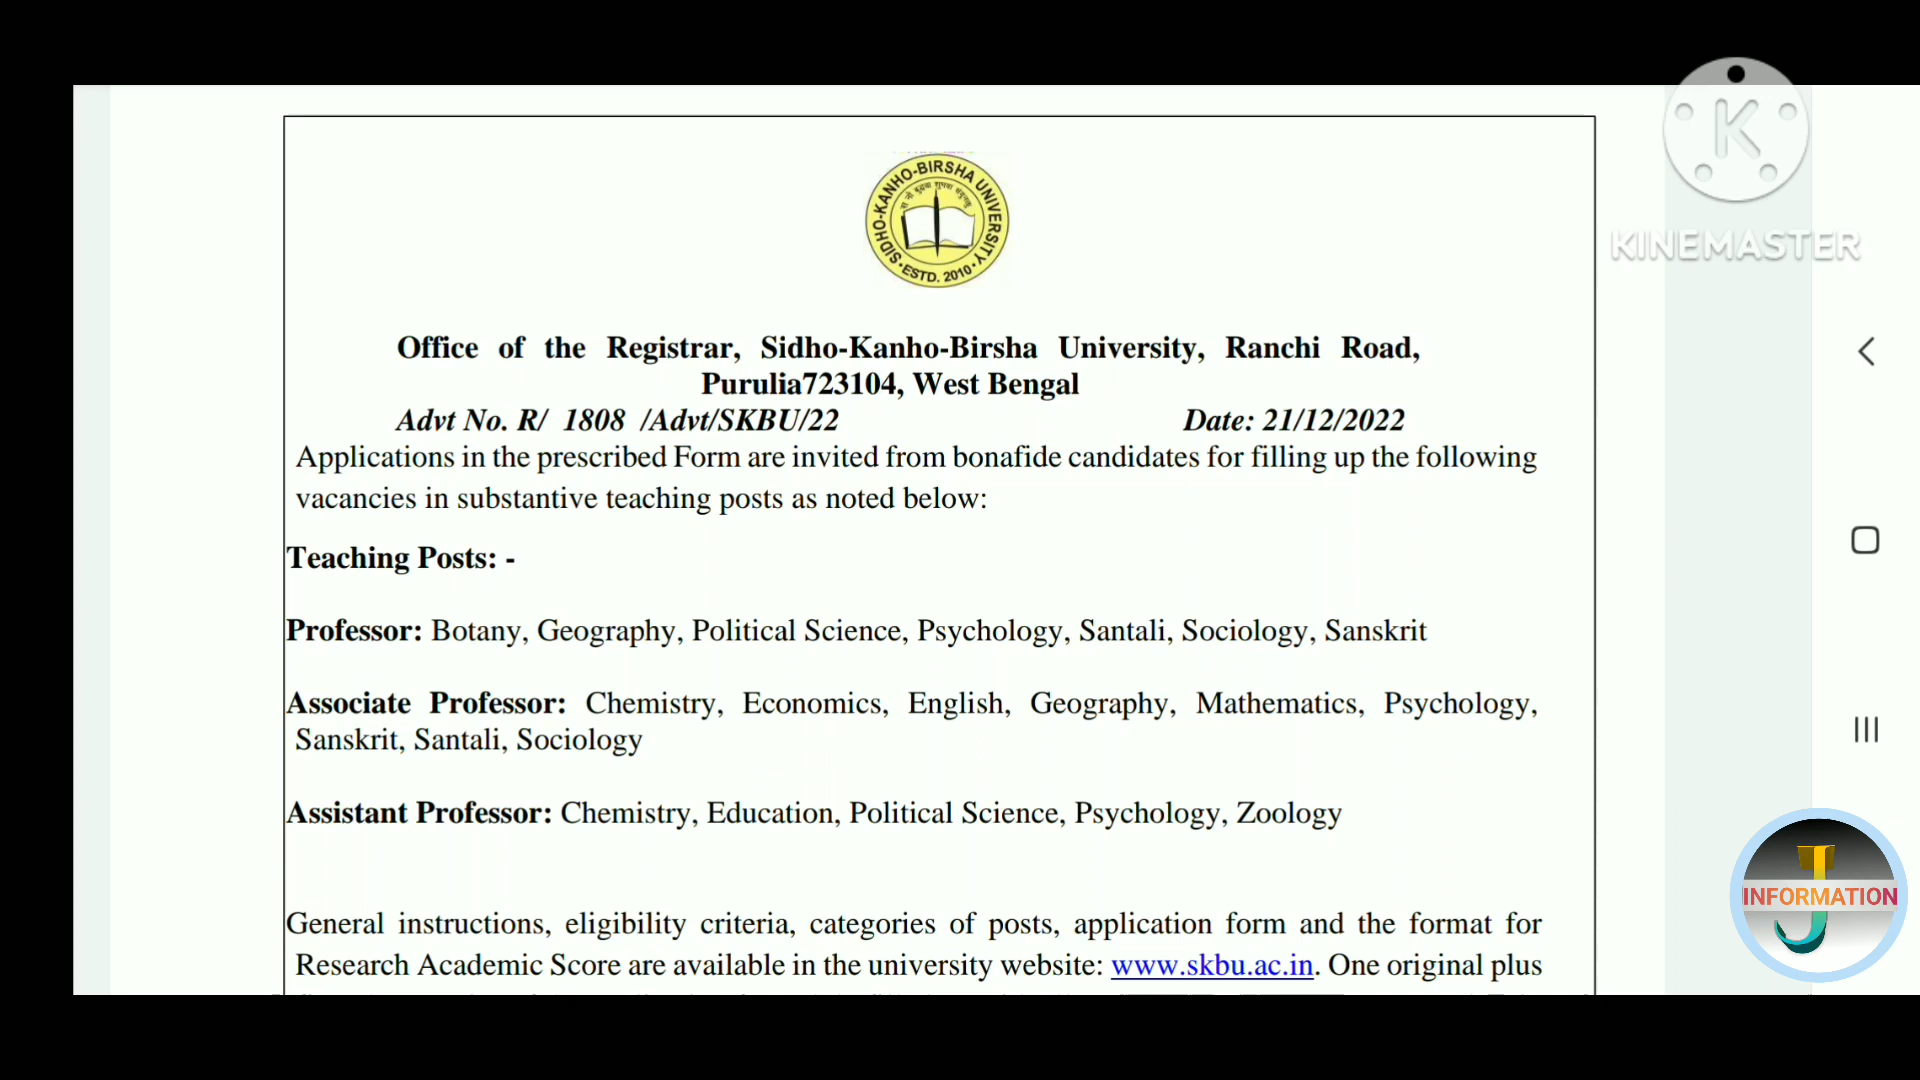 SIDHO-KANHO-BIRSHA UNIVERSITY
ESTD. 2010
K
KINEMASTER
Office of the Registrar, Sidho-Kanho-Birsha University, Ranchi Road,
Purulia723104, West Bengal
Advt No. R/ 1808 /Advt/SKBU/22 Date: 21/12/2022
Applications in the prescribed Form are invited from bonafide candidates for filling up the following
vacancies in substantive teaching posts as noted below:
Teaching Posts: -
Professor: Botany, Geography, Political Science, Psychology, Santali, Sociology, Sanskrit
Associate Professor: Chemistry, Economics, English, Geography, Mathematics, Psychology,
Sanskrit, Santali, Sociology
Assistant Professor: Chemistry, Education, Political Science, Psychology, Zoology
General instructions, eligibility criteria, categories of posts, application form and the format for
Research Academic Score are available in the university website: www.skbu.ac.in. One original plus
J
INFORMATION